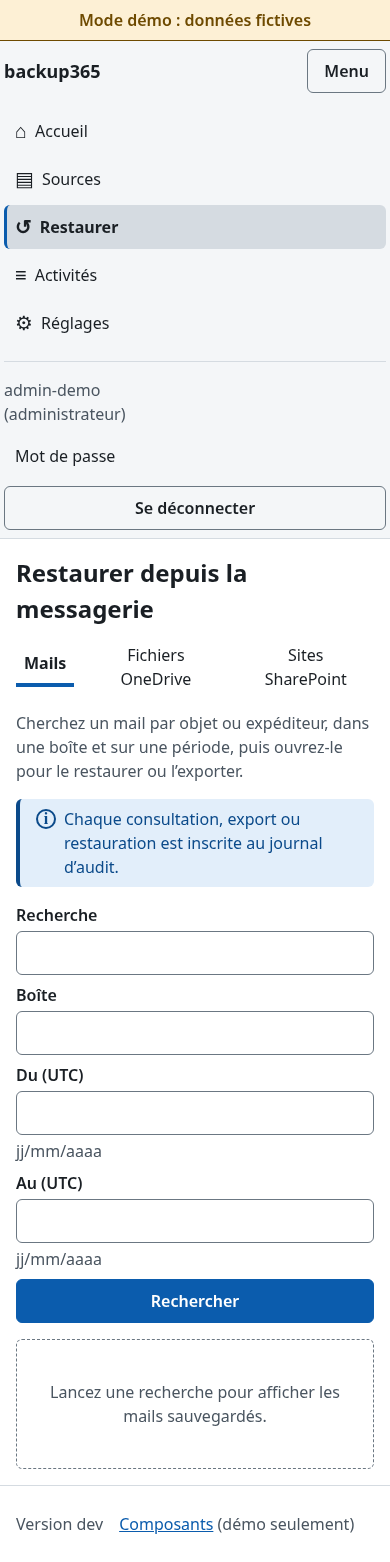 Mode démo : données fictives
backup365
Menu
Accueil
Sources
Restaurer
Activités
Réglages
admin-demo
(administrateur)
Mot de passe
Se déconnecter
Restaurer depuis la
messagerie
Mails
Fichiers
OneDrive
Sites
SharePoint
Cherchez un mail par objet ou expéditeur, dans
une boîte et sur une période, puis ouvrez-le
pour le restaurer ou l’exporter.
Chaque consultation, export ou
restauration est inscrite au journal
d’audit.
Recherche
Boîte
Du (UTC)
jj/mm/aaaa
Au (UTC)
jj/mm/aaaa
Rechercher
Lancez une recherche pour afficher les
mails sauvegardés.
Version dev Composants (démo seulement)